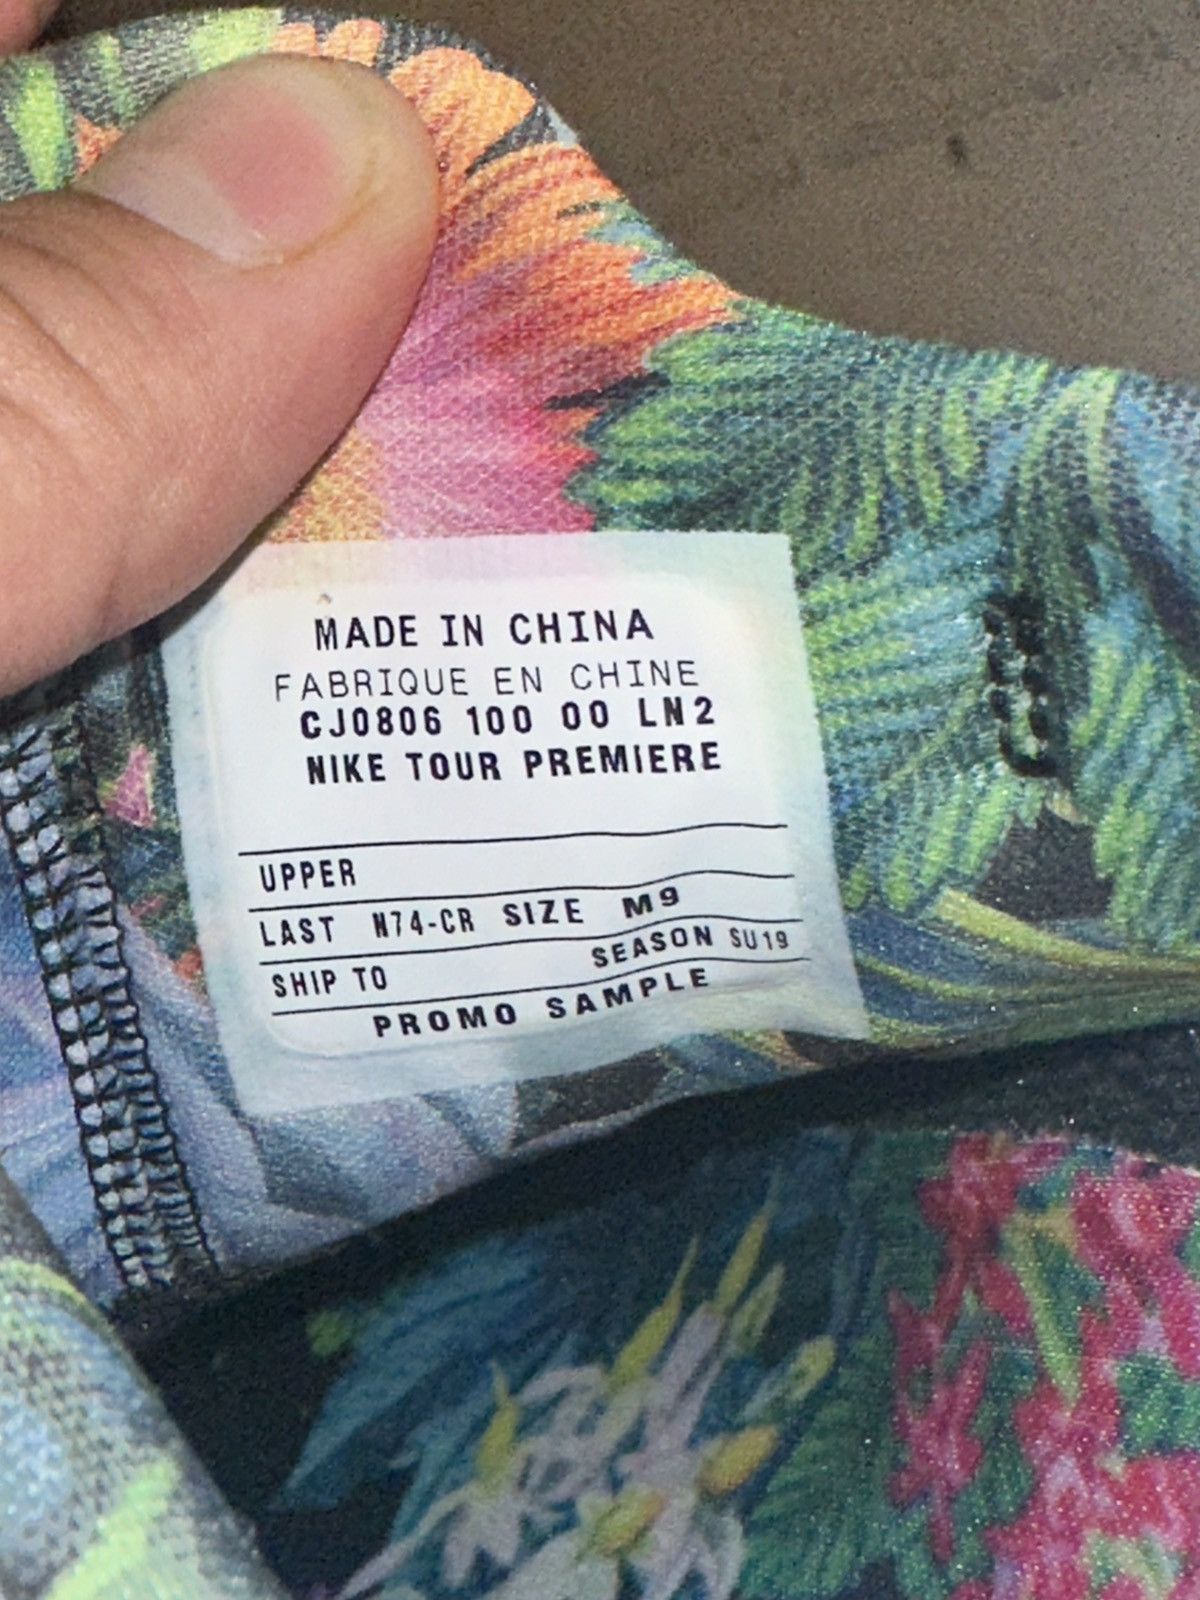 MADE IN CHINA
FABRIQUE EN CHINE
CJ0806 100 00 LN2
NIKE TOUR PREMIERE
UPPER
LAST N74-CR SIZE M9
SHIP TO SEASON SU19
PROMO SAMPLE